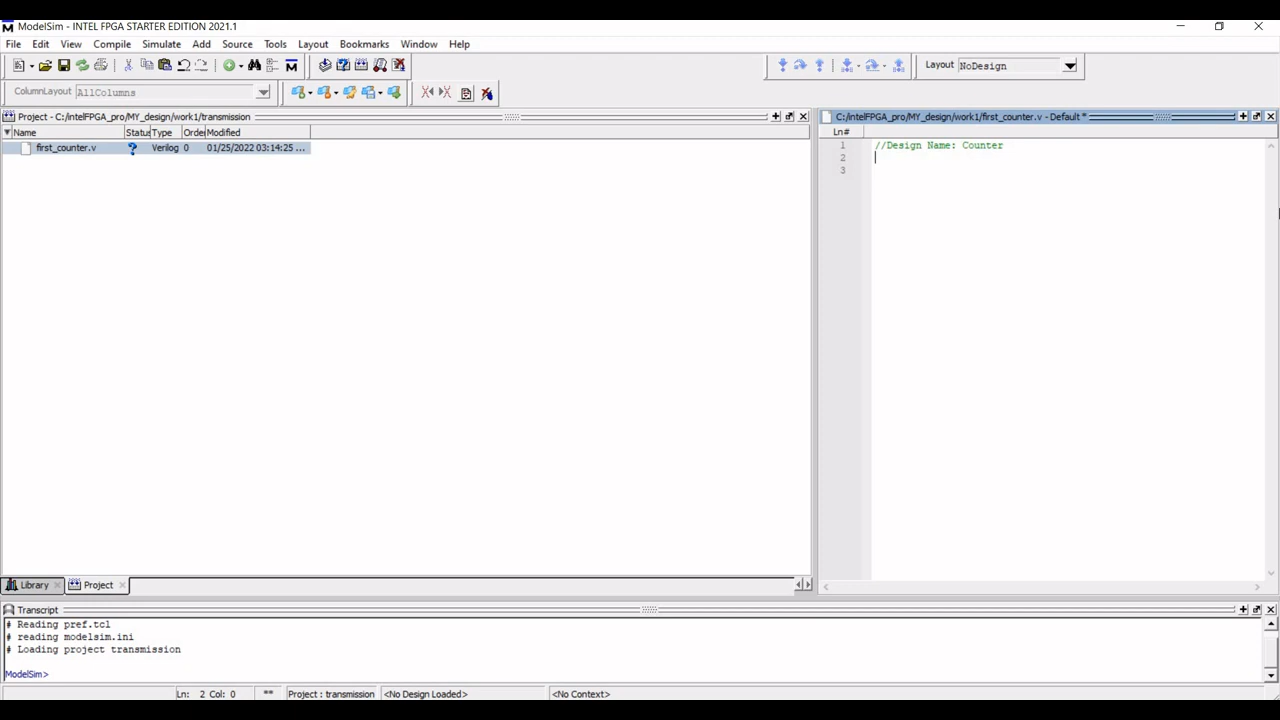 ModelSim - INTEL FPGA STARTER EDITION 2021.1
File Edit View Compile Simulate Add Source Tools Layout Bookmarks Window Help
Layout NoDesign
ColumnLayout AllColumns
Project - C:/intelFPGA_pro/MY_design/work1/transmission
C:/intelFPGA_pro/MY_design/work1/first_counter.v - Default *
Name Status Type Order Modified
Ln#
first_counter.v ? Verilog 0 01/25/2022 03:14:25 ...
1 //Design Name: Counter
2
3
Library Project
Transcript
# Reading pref.tcl
# reading modelsim.ini
# Loading project transmission
ModelSim>
Ln: 2 Col: 0 ** Project : transmission <No Design Loaded> <No Context>